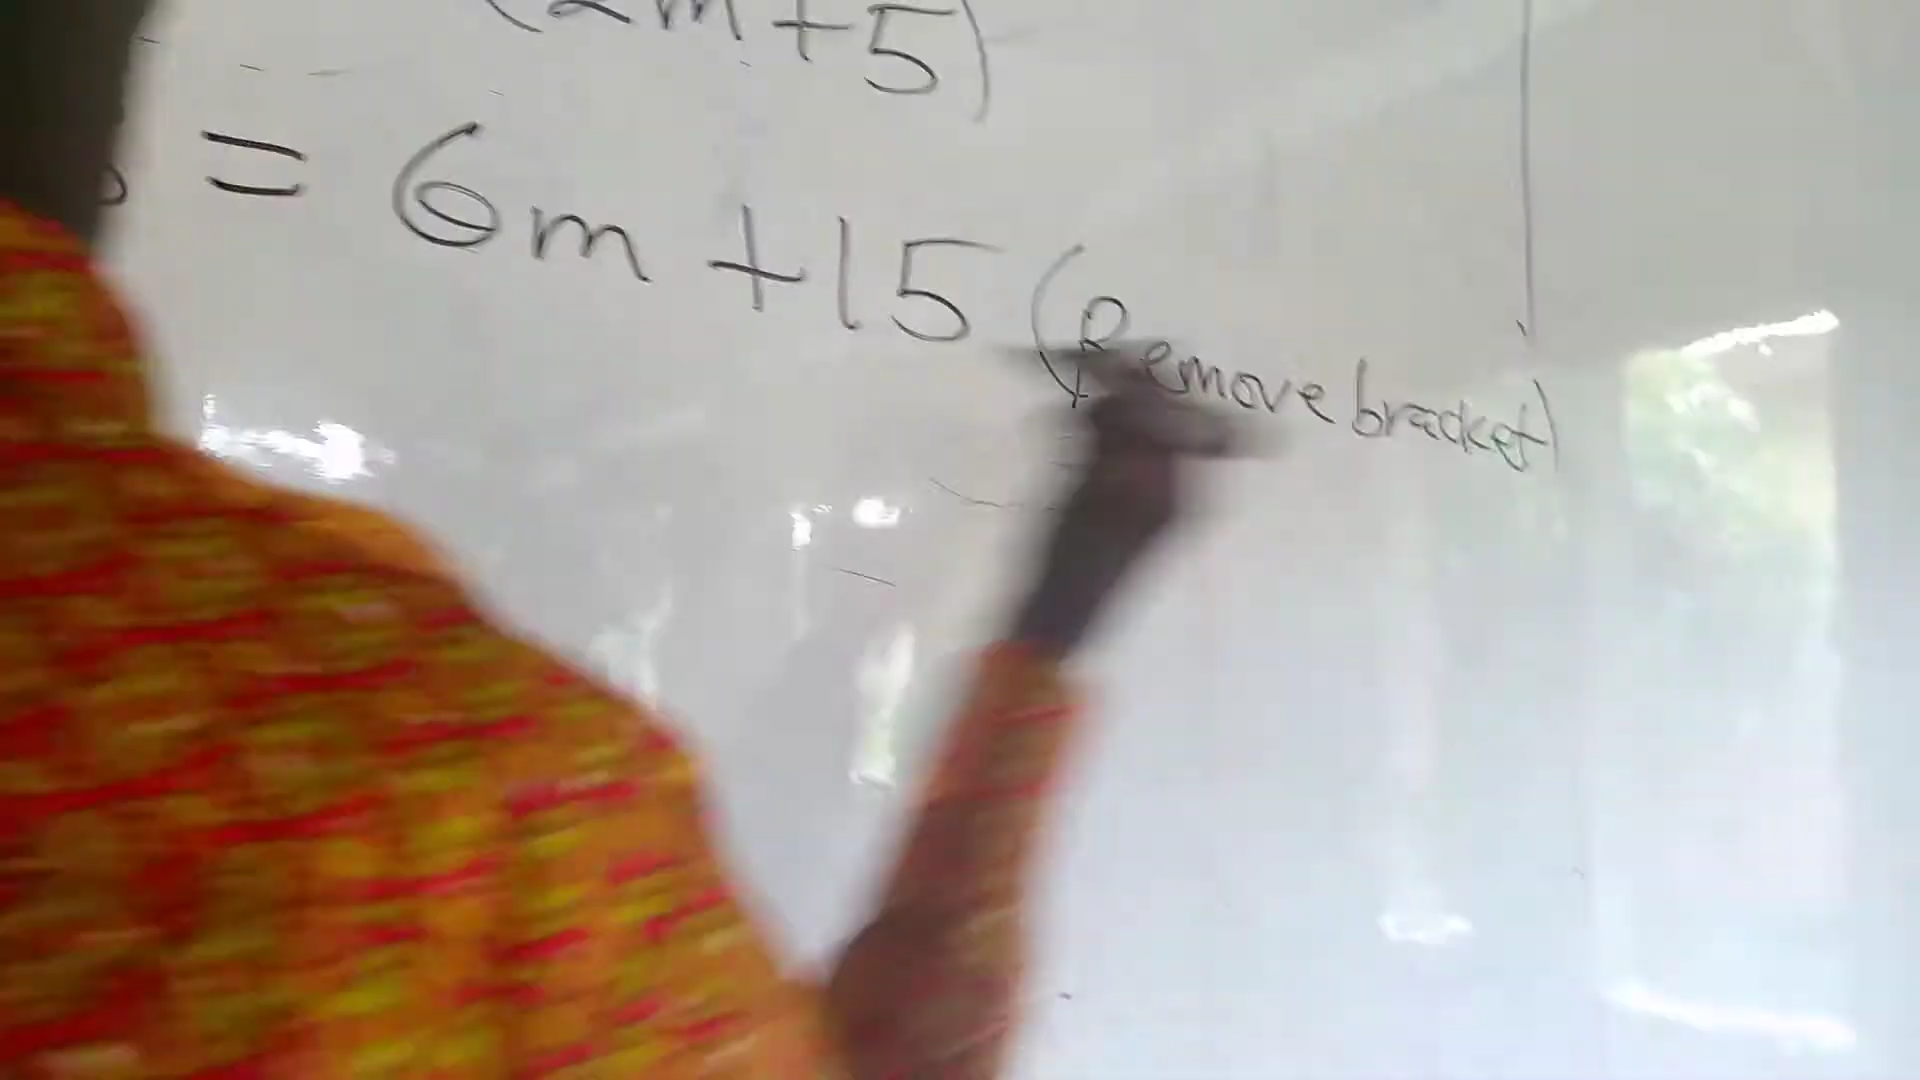 (2m+5)
= 6m +15 (Remove bracket)